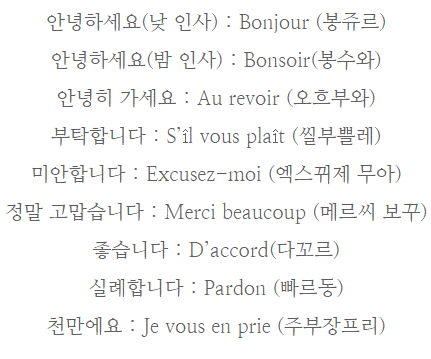 안녕하세요(낮 인사) : Bonjour (봉쥬르)
안녕하세요(밤 인사) : Bonsoir(봉수와)
안녕히 가세요 : Au revoir (오흐부와)
부탁합니다 : S'îl vous plaît (씰부쁠레)
미안합니다 : Excusez-moi (엑스뀌제 무아)
정말 고맙습니다 : Merci beaucoup (메르씨 보꾸)
좋습니다 : D'accord(다꼬르)
실례합니다 : Pardon (빠르동)
천만에요 : Je vous en prie (주부장프리)